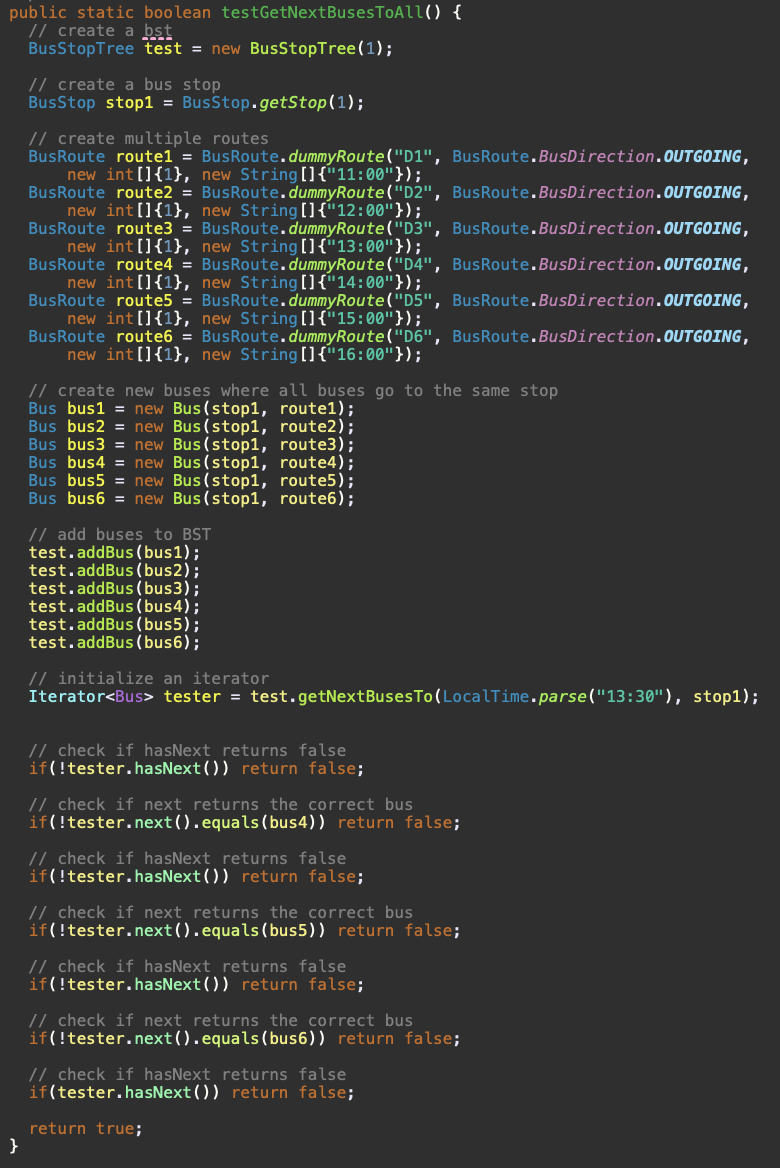 public static boolean testGetNextBusesToAll() {
  // create a bst
  BusStopTree test = new BusStopTree(1);

  // create a bus stop
  BusStop stop1 = BusStop.getStop(1);

  // create multiple routes
  BusRoute route1 = BusRoute.dummyRoute("D1", BusRoute.BusDirection.OUTGOING,
      new int[]{1}, new String[]{"11:00"});
  BusRoute route2 = BusRoute.dummyRoute("D2", BusRoute.BusDirection.OUTGOING,
      new int[]{1}, new String[]{"12:00"});
  BusRoute route3 = BusRoute.dummyRoute("D3", BusRoute.BusDirection.OUTGOING,
      new int[]{1}, new String[]{"13:00"});
  BusRoute route4 = BusRoute.dummyRoute("D4", BusRoute.BusDirection.OUTGOING,
      new int[]{1}, new String[]{"14:00"});
  BusRoute route5 = BusRoute.dummyRoute("D5", BusRoute.BusDirection.OUTGOING,
      new int[]{1}, new String[]{"15:00"});
  BusRoute route6 = BusRoute.dummyRoute("D6", BusRoute.BusDirection.OUTGOING,
      new int[]{1}, new String[]{"16:00"});

  // create new buses where all buses go to the same stop
  Bus bus1 = new Bus(stop1, route1);
  Bus bus2 = new Bus(stop1, route2);
  Bus bus3 = new Bus(stop1, route3);
  Bus bus4 = new Bus(stop1, route4);
  Bus bus5 = new Bus(stop1, route5);
  Bus bus6 = new Bus(stop1, route6);

  // add buses to BST
  test.addBus(bus1);
  test.addBus(bus2);
  test.addBus(bus3);
  test.addBus(bus4);
  test.addBus(bus5);
  test.addBus(bus6);

  // initialize an iterator
  Iterator<Bus> tester = test.getNextBusesTo(LocalTime.parse("13:30"), stop1);


  // check if hasNext returns false
  if(!tester.hasNext()) return false;

  // check if next returns the correct bus
  if(!tester.next().equals(bus4)) return false;

  // check if hasNext returns false
  if(!tester.hasNext()) return false;

  // check if next returns the correct bus
  if(!tester.next().equals(bus5)) return false;

  // check if hasNext returns false
  if(!tester.hasNext()) return false;

  // check if next returns the correct bus
  if(!tester.next().equals(bus6)) return false;

  // check if hasNext returns false
  if(tester.hasNext()) return false;

  return true;
}